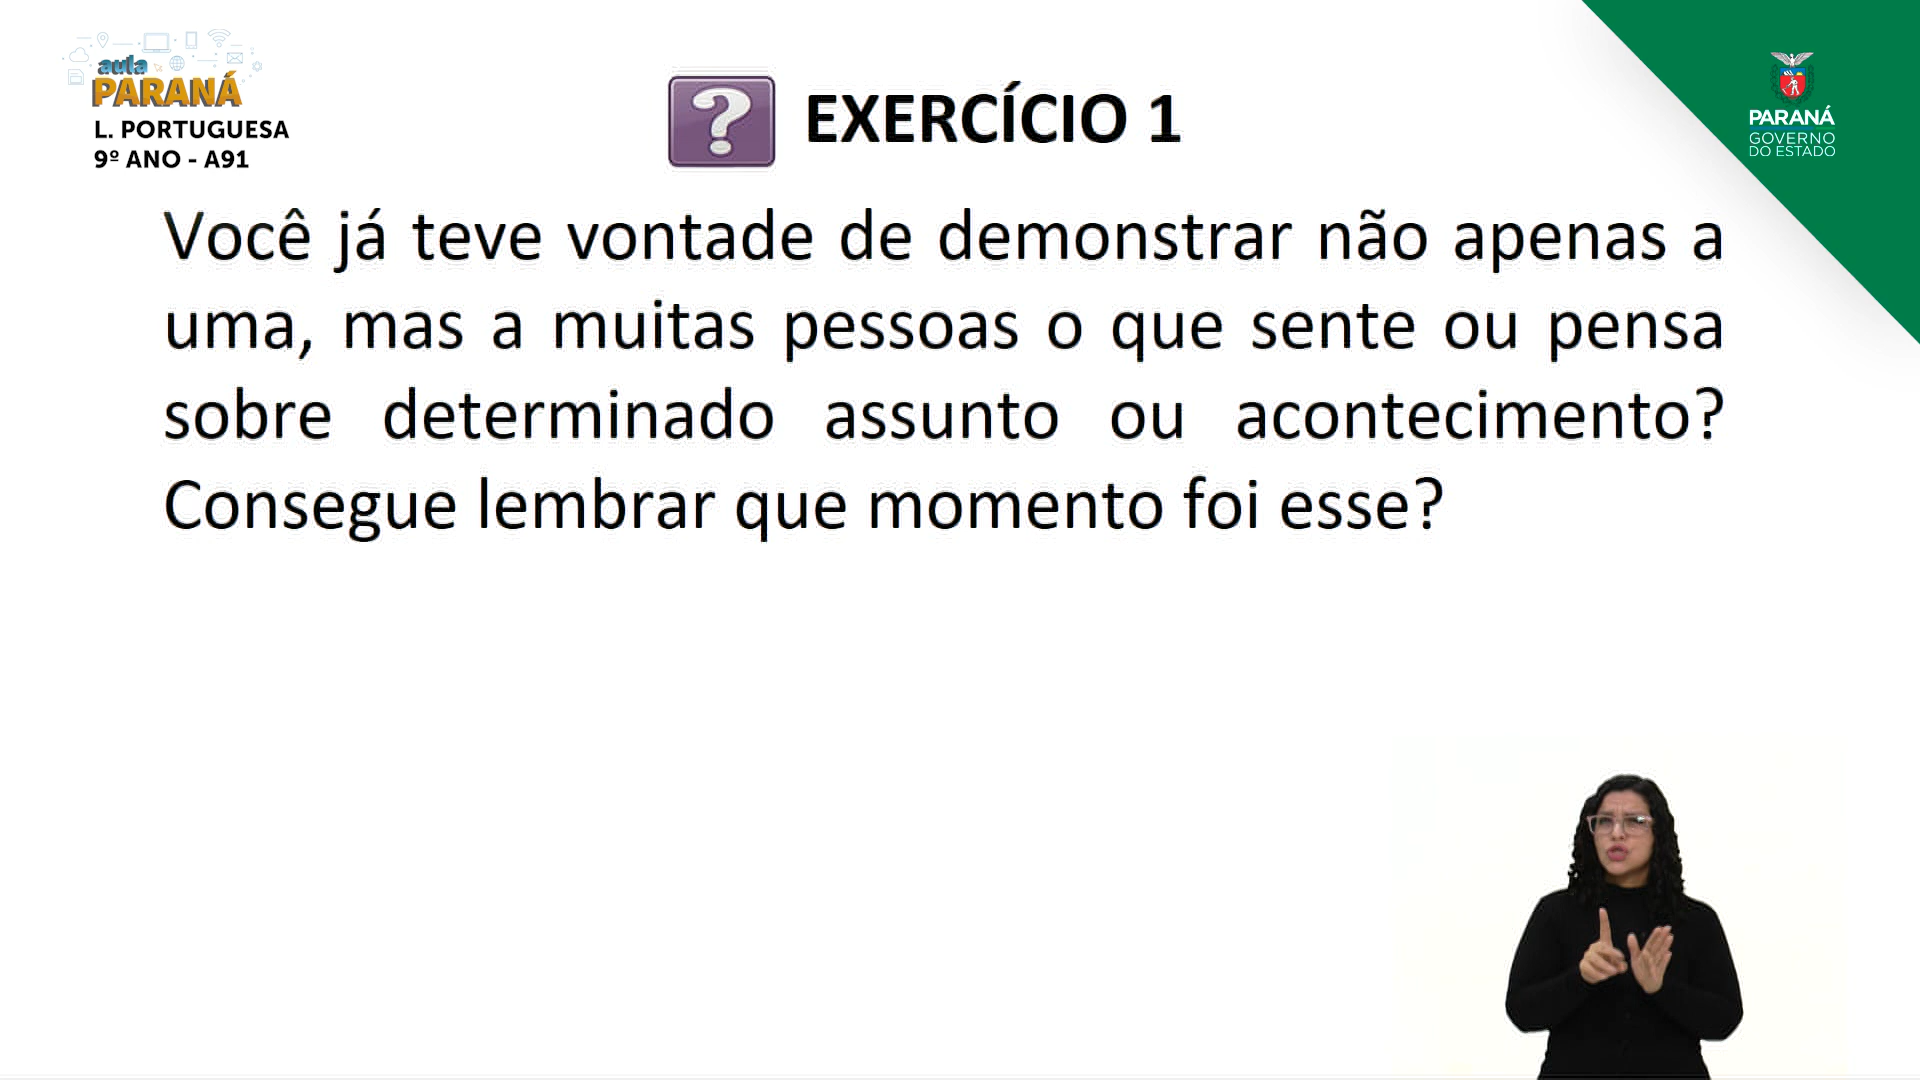 aula
PARANÁ
L. PORTUGUESA
9º ANO - A91
EXERCÍCIO 1
PARANÁ
GOVERNO
DO ESTADO
Você já teve vontade de demonstrar não apenas a
uma, mas a muitas pessoas o que sente ou pensa
sobre determinado assunto ou acontecimento?
Consegue lembrar que momento foi esse?